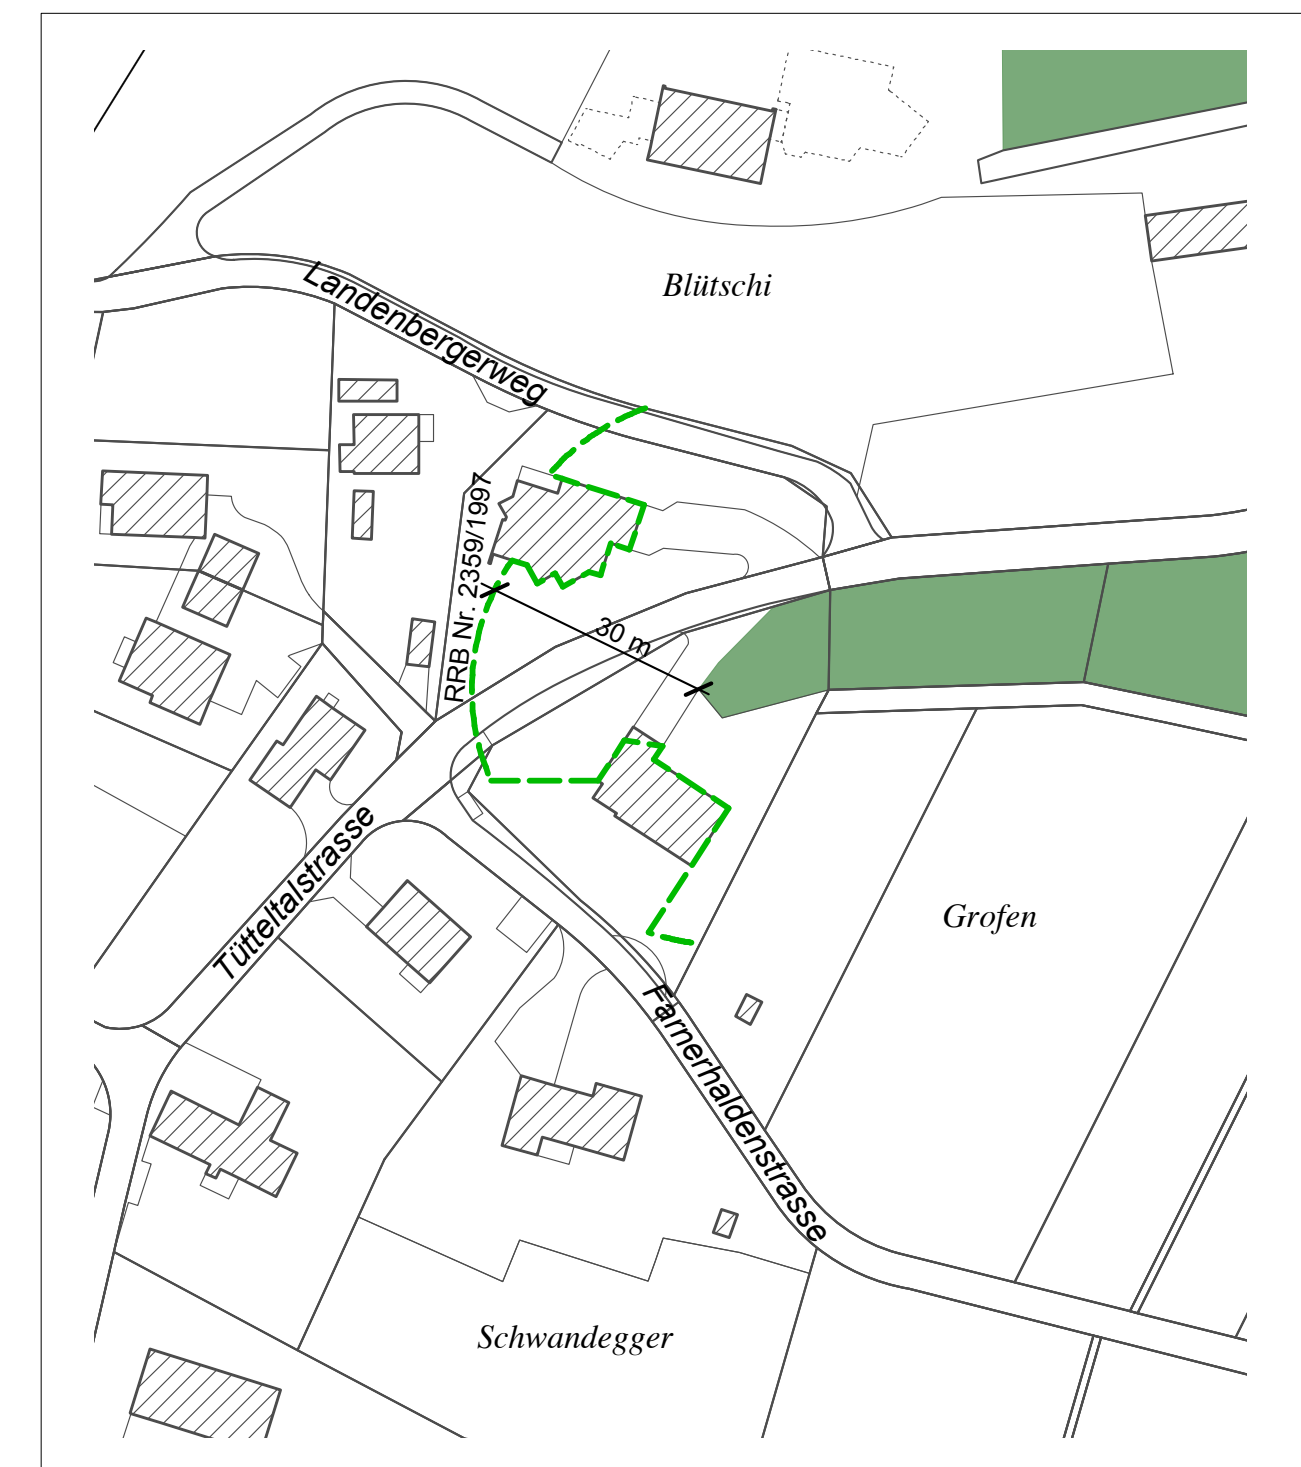 Blütschi
Landenbergerweg
RRB Nr. 2359/1997
30 m
Tütteltalstrasse
Grofen
Farnerhaldenstrasse
Schwandegger